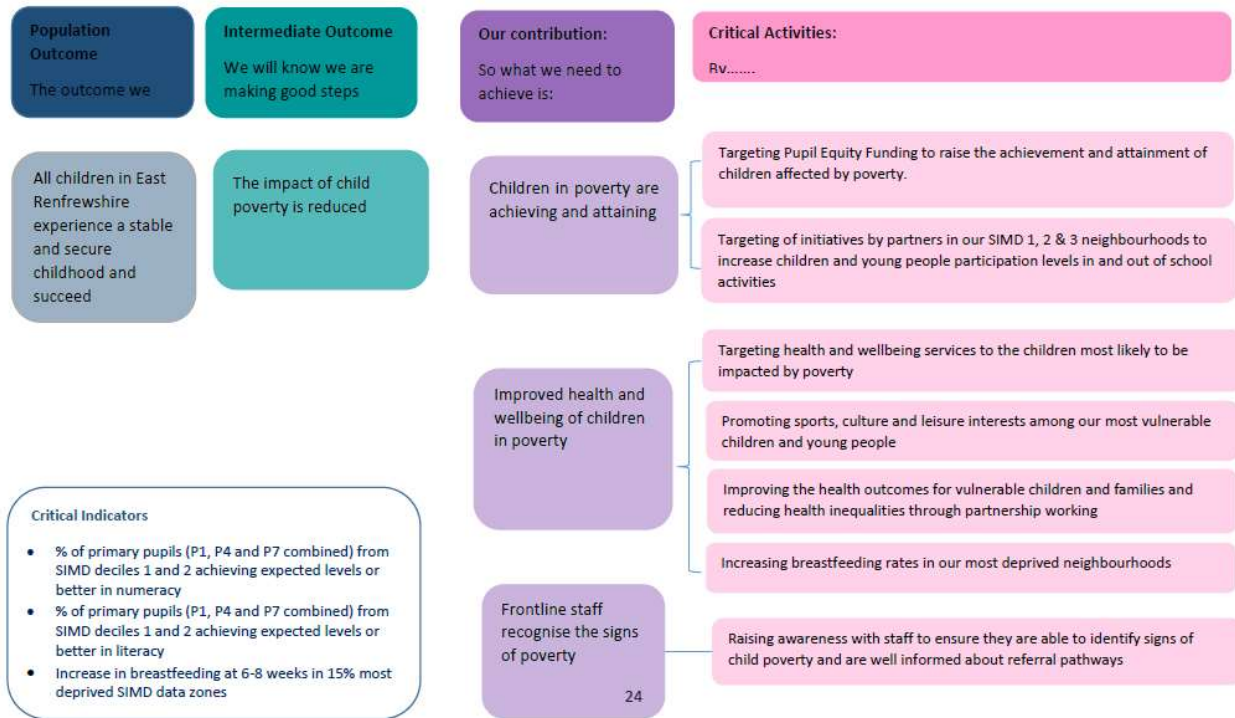 Population
Outcome
The outcome we
Intermediate Outcome
We will know we are
making good steps
Our contribution:
So what we need to
achieve is:
Critical Activities:
By.......
All children in East
Renfrewshire
experience a stable
and secure
childhood and
succeed
The impact of child
poverty is reduced
Children in poverty are
achieving and attaining
Targeting Pupil Equity Funding to raise the achievement and attainment of
children affected by poverty.
Targeting of initiatives by partners in our SIMD 1, 2 & 3 neighbourhoods to
increase children and young people participation levels in and out of school
activities
Improved health and
wellbeing of children
in poverty
Targeting health and wellbeing services to the children most likely to be
impacted by poverty
Promoting sports, culture and leisure interests among our most vulnerable
children and young people
Improving the health outcomes for vulnerable children and families and
reducing health inequalities through partnership working
Increasing breastfeeding rates in our most deprived neighbourhoods
Frontline staff
recognise the signs
of poverty
Raising awareness with staff to ensure they are able to identify signs of
child poverty and are well informed about referral pathways
Critical Indicators
• % of primary pupils (P1, P4 and P7 combined) from
SIMD deciles 1 and 2 achieving expected levels or
better in numeracy
• % of primary pupils (P1, P4 and P7 combined) from
SIMD deciles 1 and 2 achieving expected levels or
better in literacy
• Increase in breastfeeding at 6-8 weeks in 15% most
deprived SIMD data zones
24